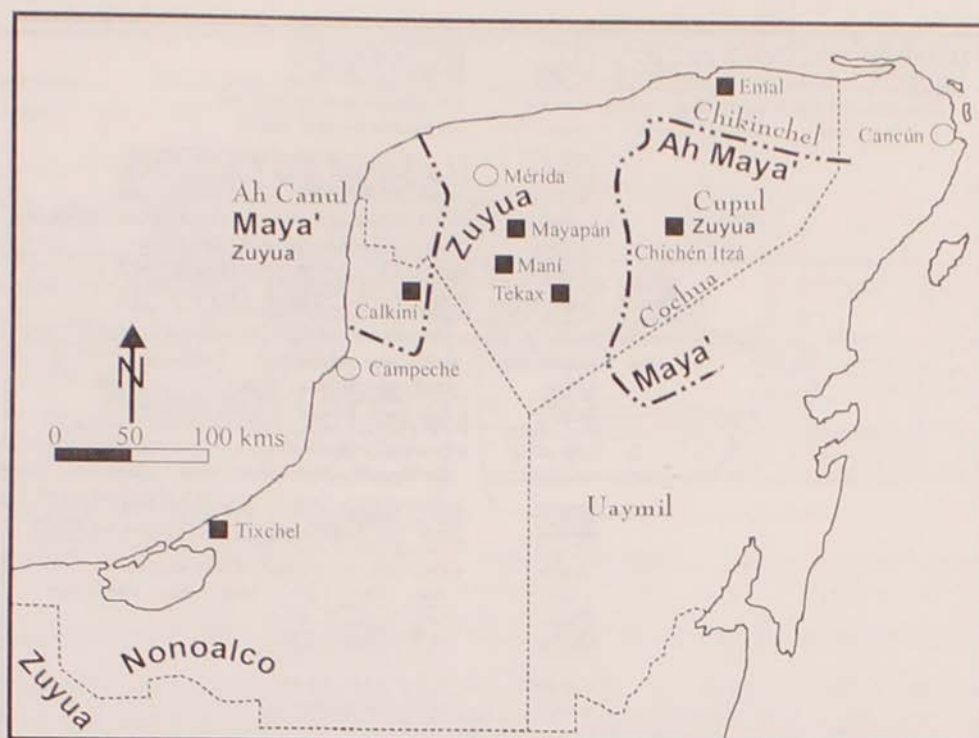 Emal
Chikinchel
Cancún
Ah Maya'
Mérida
Ah Canul
Maya'
Zuyua
Zuyua
Cupul
Zuyua
Mayapán
Chichén Itzá
Maní
Tekax
Calkiní
Cochua
Maya'
Campeche
N
0 50 100 kms
Uaymil
Tixchel
Nonoalco
Zuyua